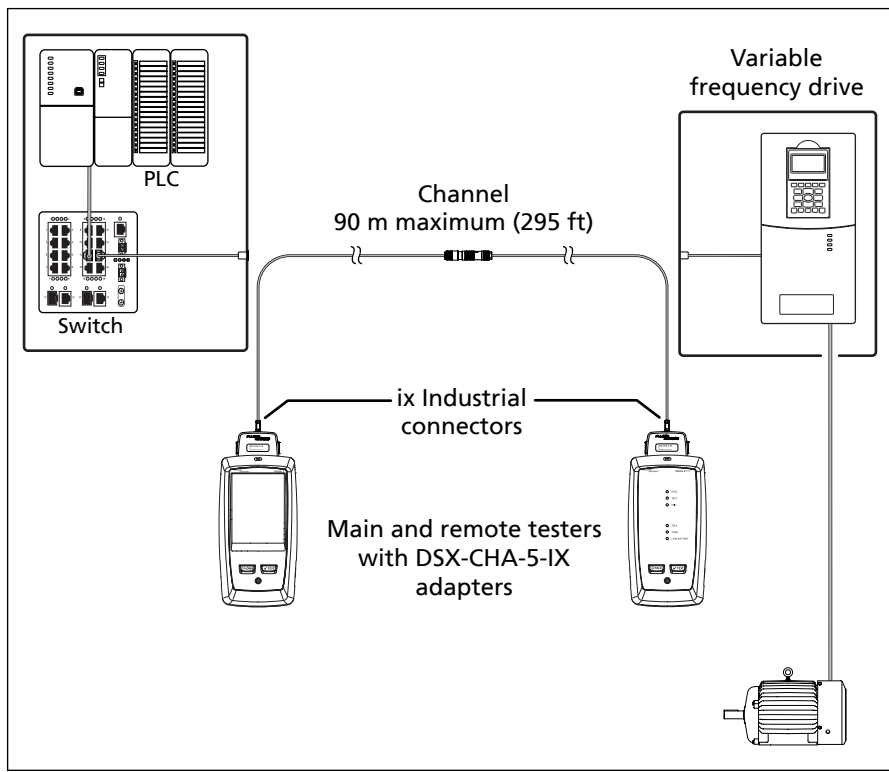 Variable
frequency drive
PLC
Channel
90 m maximum (295 ft)
Switch
ix Industrial
connectors
Main and remote testers
with DSX-CHA-5-IX
adapters